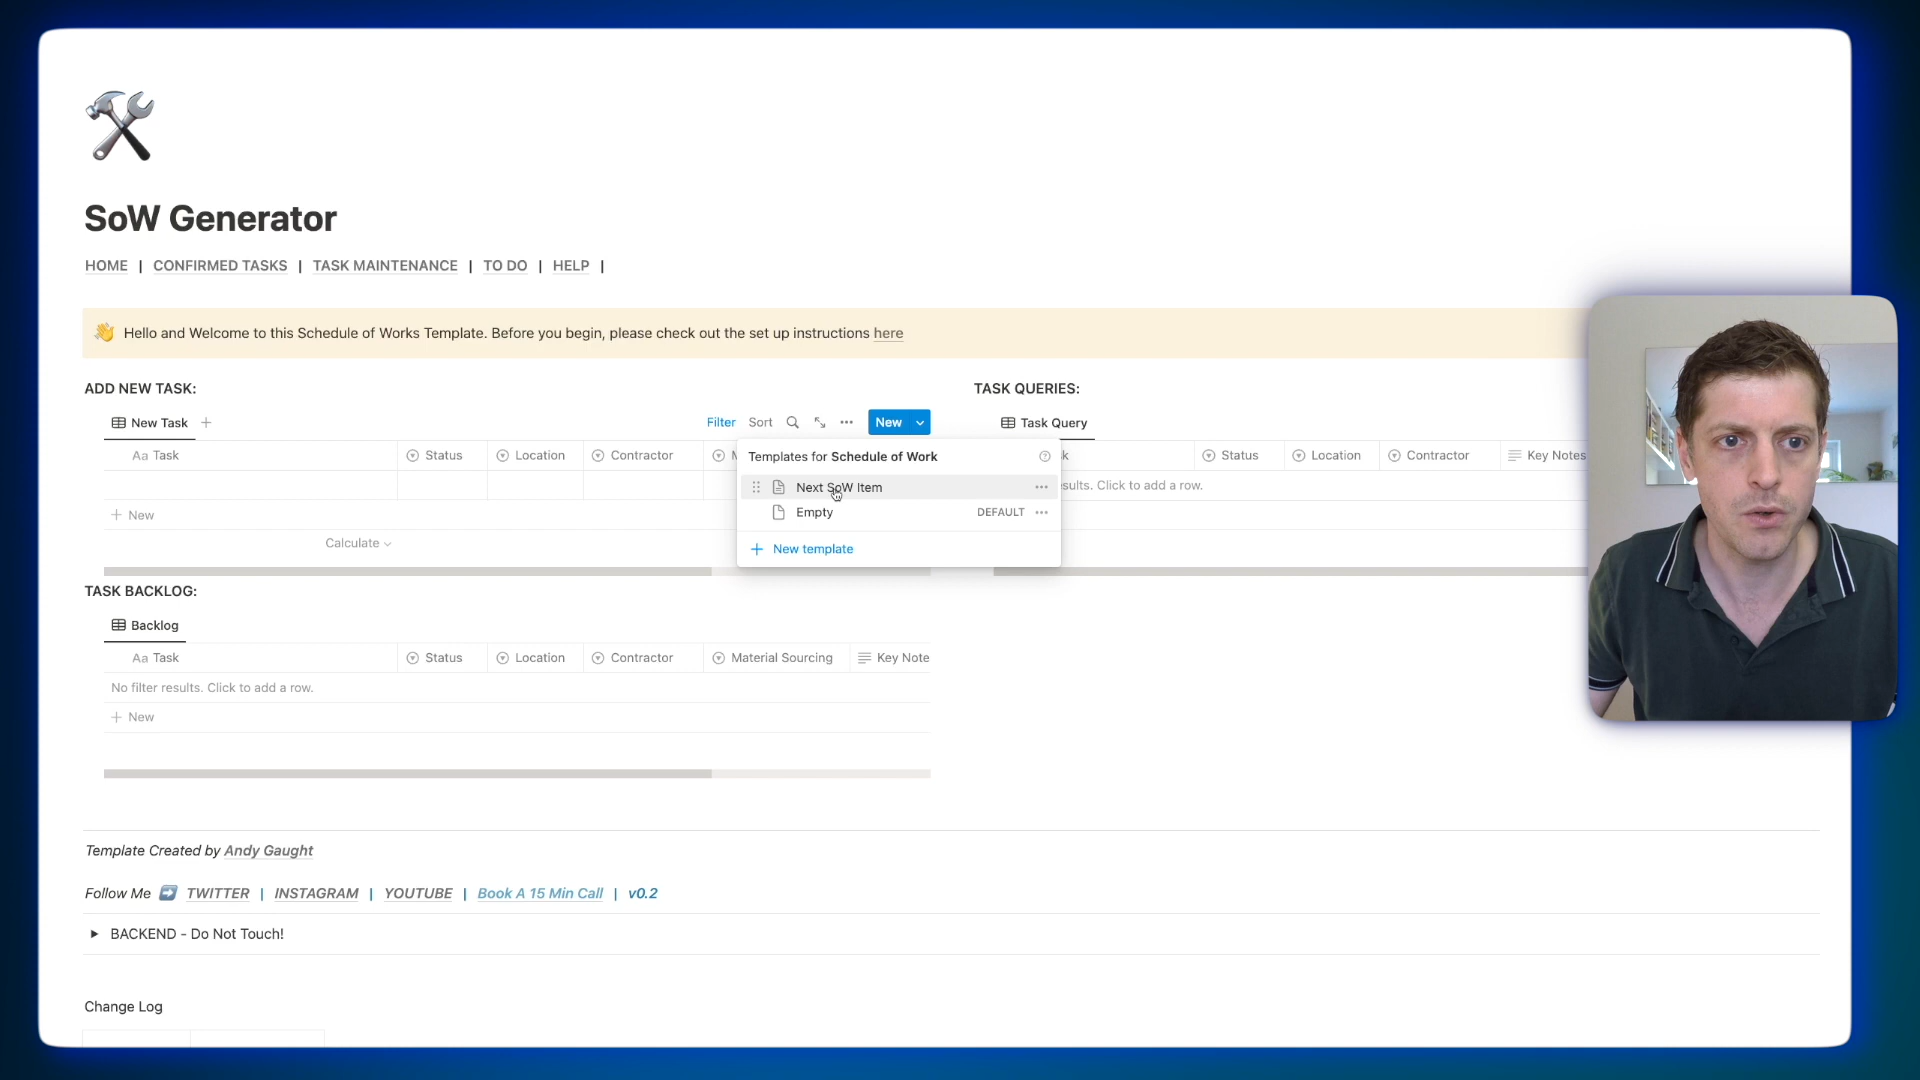 SoW Generator
HOME | CONFIRMED TASKS | TASK MAINTENANCE | TO DO | HELP |
Hello and Welcome to this Schedule of Works Template. Before you begin, please check out the set up instructions here
ADD NEW TASK:
New Task
Filter Sort New
Aa Task Status Location Contractor M
New
Calculate
Templates for Schedule of Work
Next SoW Item
Empty DEFAULT
New template
TASK QUERIES:
Task Query
k Status Location Contractor Key Notes
sults. Click to add a row.
TASK BACKLOG:
Backlog
Aa Task Status Location Contractor Material Sourcing Key Note
No filter results. Click to add a row.
New
Template Created by Andy Gaught
Follow Me TWITTER | INSTAGRAM | YOUTUBE | Book A 15 Min Call | v0.2
BACKEND - Do Not Touch!
Change Log